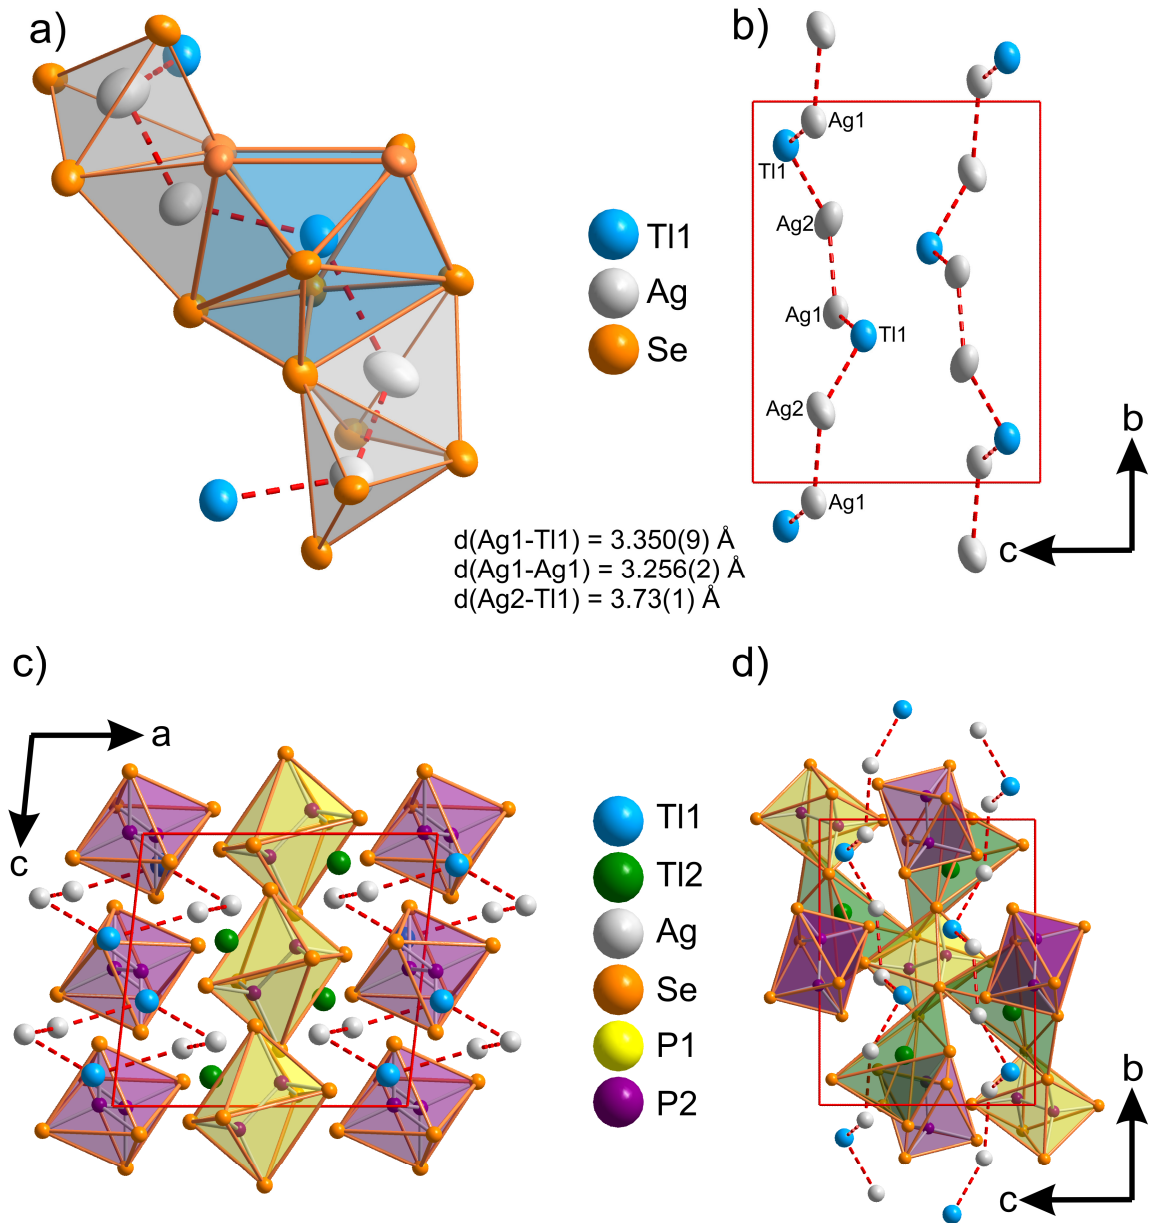 a)
b)
Ag1
Tl1
Ag2
Ag1
Tl1
Ag2
Ag1
b
c
Tl1
Ag
Se
d(Ag1-Tl1) = 3.350(9) Å
d(Ag1-Ag1) = 3.256(2) Å
d(Ag2-Tl1) = 3.73(1) Å
c)
a
c
d)
Tl1
Tl2
Ag
Se
P1
P2
b
c